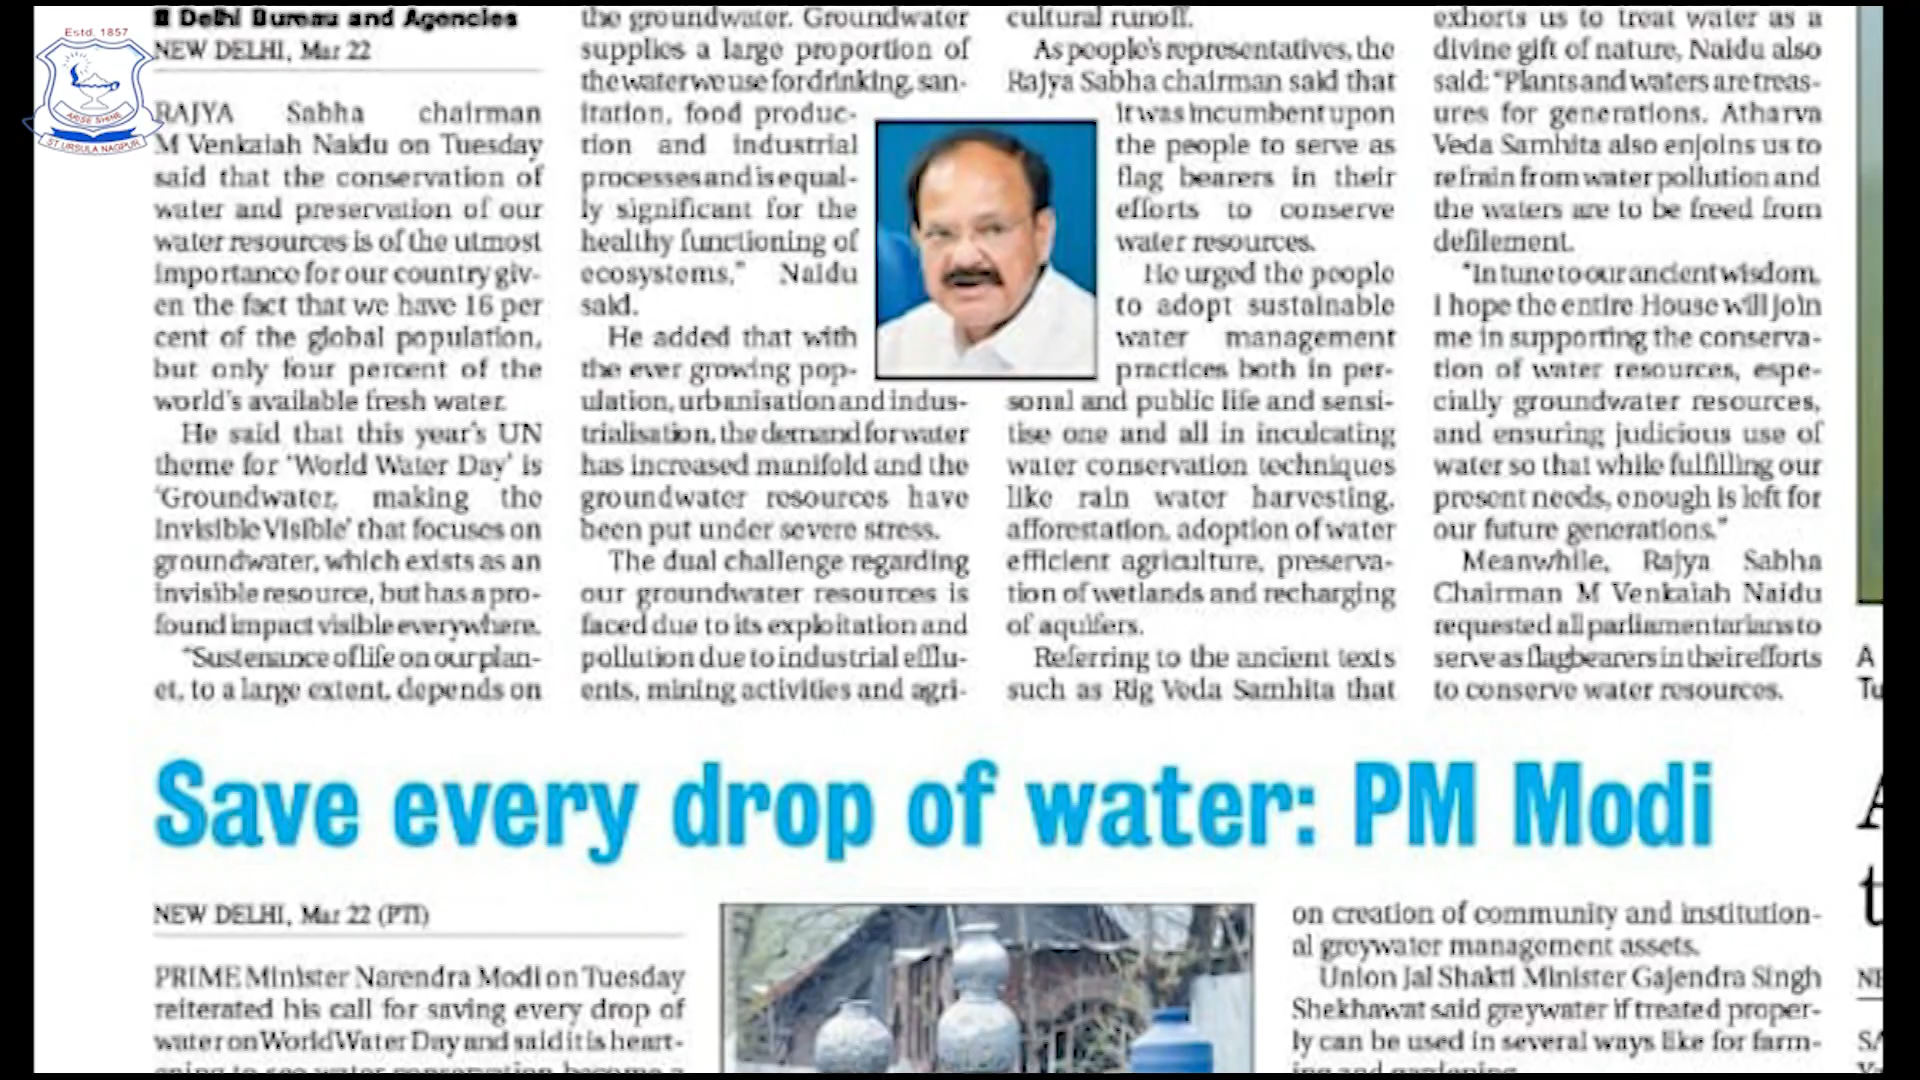 Estd. 1857
ARISE SHINE
ST.URSULA NAGPUR
Delhi Bureau and Agencies
NEW DELHI, Mar 22
RAJYA Sabha chairman
M Venkaiah Naidu on Tuesday
said that the conservation of
water and preservation of our
water resources is of the utmost
importance for our country giv-
en the fact that we have 16 per
cent of the global population,
but only four percent of the
world's available fresh water.
He said that this year's UN
theme for 'World Water Day' is
'Groundwater, making the
Invisible Visible' that focuses on
groundwater, which exists as an
invisible resource, but has a pro-
found impact visible everywhere.
"Sustenance of life on our plan-
et, to a large extent, depends on
the groundwater. Groundwater
supplies a large proportion of
the water we use for drinking, san-
itation, food produc-
tion and industrial
processes and is equal-
ly significant for the
healthy functioning of
ecosystems," Naidu
said.
He added that with
the ever growing pop-
ulation, urbanisation and indus-
trialisation, the demand for water
has increased manifold and the
groundwater resources have
been put under severe stress.
The dual challenge regarding
our groundwater resources is
faced due to its exploitation and
pollution due to industrial efflu-
ents, mining activities and agri-
cultural runoff.
As people's representatives, the
Rajya Sabha chairman said that
it was incumbent upon
the people to serve as
flag bearers in their
efforts to conserve
water resources.
He urged the people
to adopt sustainable
water management
practices both in per-
sonal and public life and sensi-
tise one and all in inculcating
water conservation techniques
like rain water harvesting,
afforestation, adoption of water
efficient agriculture, preserva-
tion of wetlands and recharging
of aquifers.
Referring to the ancient texts
such as Rig Veda Samhita that
exhorts us to treat water as a
divine gift of nature, Naidu also
said: "Plants and waters are treas-
ures for generations. Atharva
Veda Samhita also enjoins us to
refrain from water pollution and
the waters are to be freed from
defilement.
"In tune to our ancient wisdom,
I hope the entire House will join
me in supporting the conserva-
tion of water resources, espe-
cially groundwater resources,
and ensuring judicious use of
water so that while fulfilling our
present needs, enough is left for
our future generations."
Meanwhile, Rajya Sabha
Chairman M Venkaiah Naidu
requested all parliamentarians to
serve as flagbearers in their efforts
to conserve water resources.
Save every drop of water: PM Modi
NEW DELHI, Mar 22 (PTI)
PRIME Minister Narendra Modi on Tuesday
reiterated his call for saving every drop of
water on World Water Day and said it is heart-
on creation of community and institution-
al greywater management assets.
Union Jal Shakti Minister Gajendra Singh
Shekhawat said greywater if treated proper-
ly can be used in several ways like for farm-
ing and gardening.
A
Tu